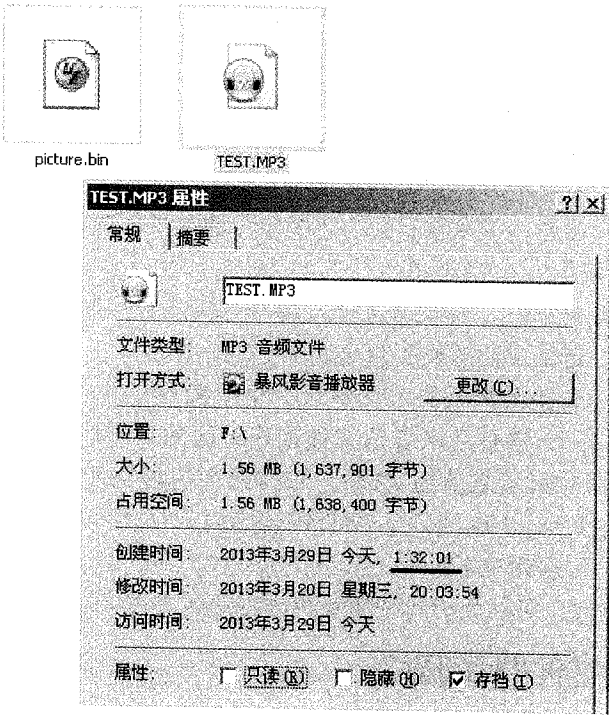 picture.bin
TEST.MP3
TEST.MP3 属性
常规
摘要
TEST.MP3
文件类型: MP3 音频文件
打开方式: 暴风影音播放器 更改(C)...
位置: F:\
大小: 1.56 MB (1,637,901 字节)
占用空间: 1.56 MB (1,638,400 字节)
创建时间: 2013年3月29日 今天, 1:32:01
修改时间: 2013年3月20日 星期三, 20:03:54
访问时间: 2013年3月29日 今天
属性: 只读(R) 隐藏(H) 存档(I)